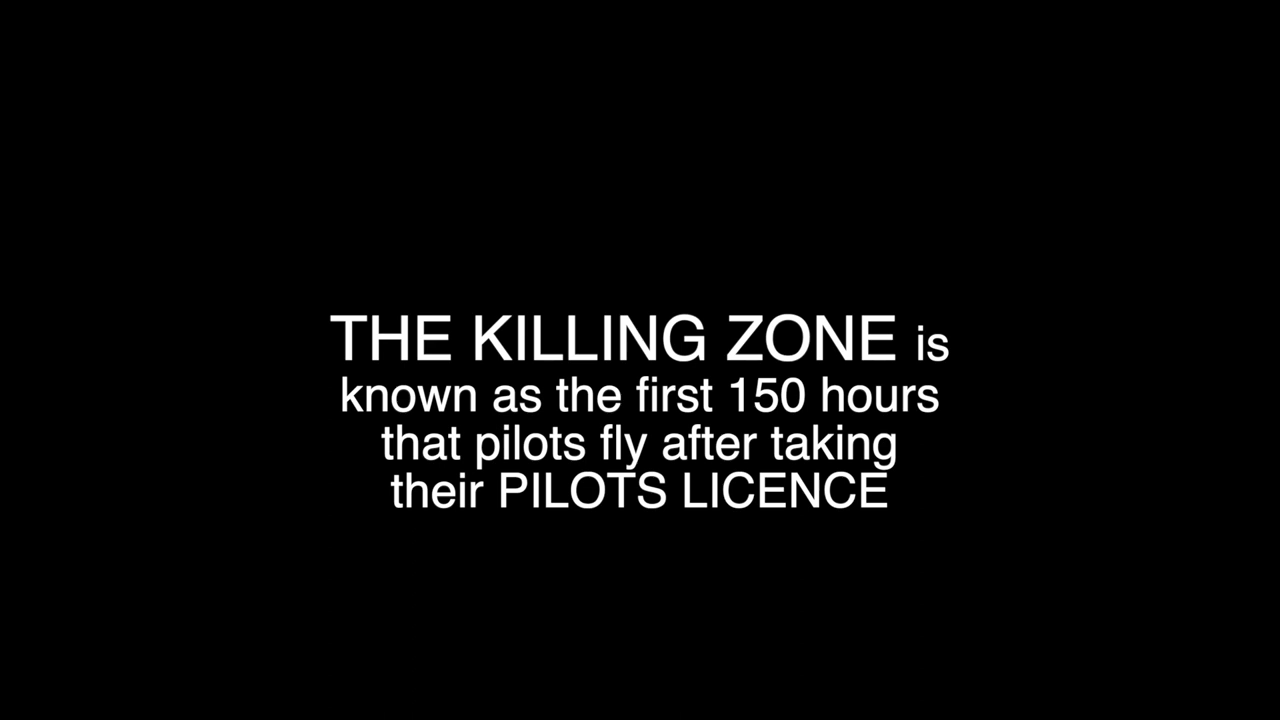 THE KILLING ZONE is
known as the first 150 hours
that pilots fly after taking
their PILOTS LICENCE